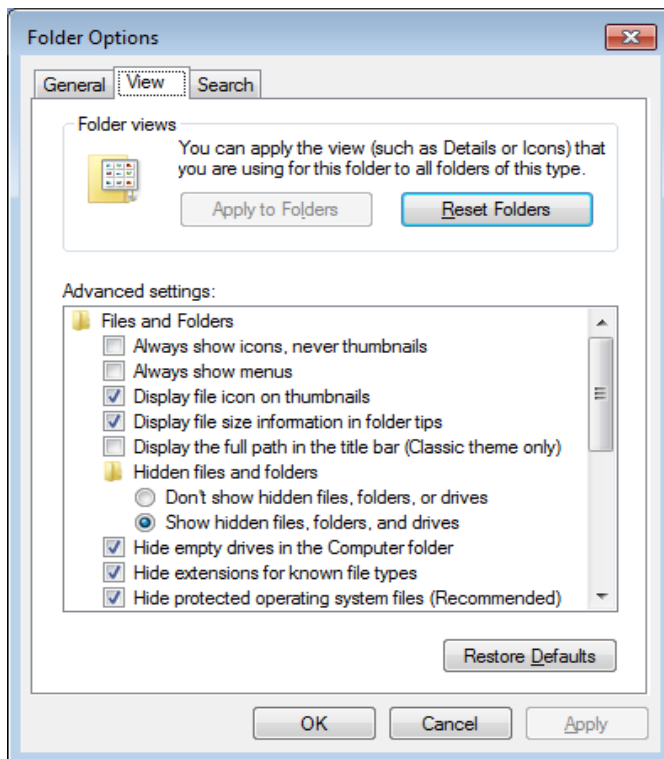 Folder Options
General View Search
Folder views
You can apply the view (such as Details or Icons) that
you are using for this folder to all folders of this type.
Apply to Folders Reset Folders
Advanced settings:
Files and Folders
Always show icons, never thumbnails
Always show menus
Display file icon on thumbnails
Display file size information in folder tips
Display the full path in the title bar (Classic theme only)
Hidden files and folders
Don't show hidden files, folders, or drives
Show hidden files, folders, and drives
Hide empty drives in the Computer folder
Hide extensions for known file types
Hide protected operating system files (Recommended)
Restore Defaults
OK Cancel Apply